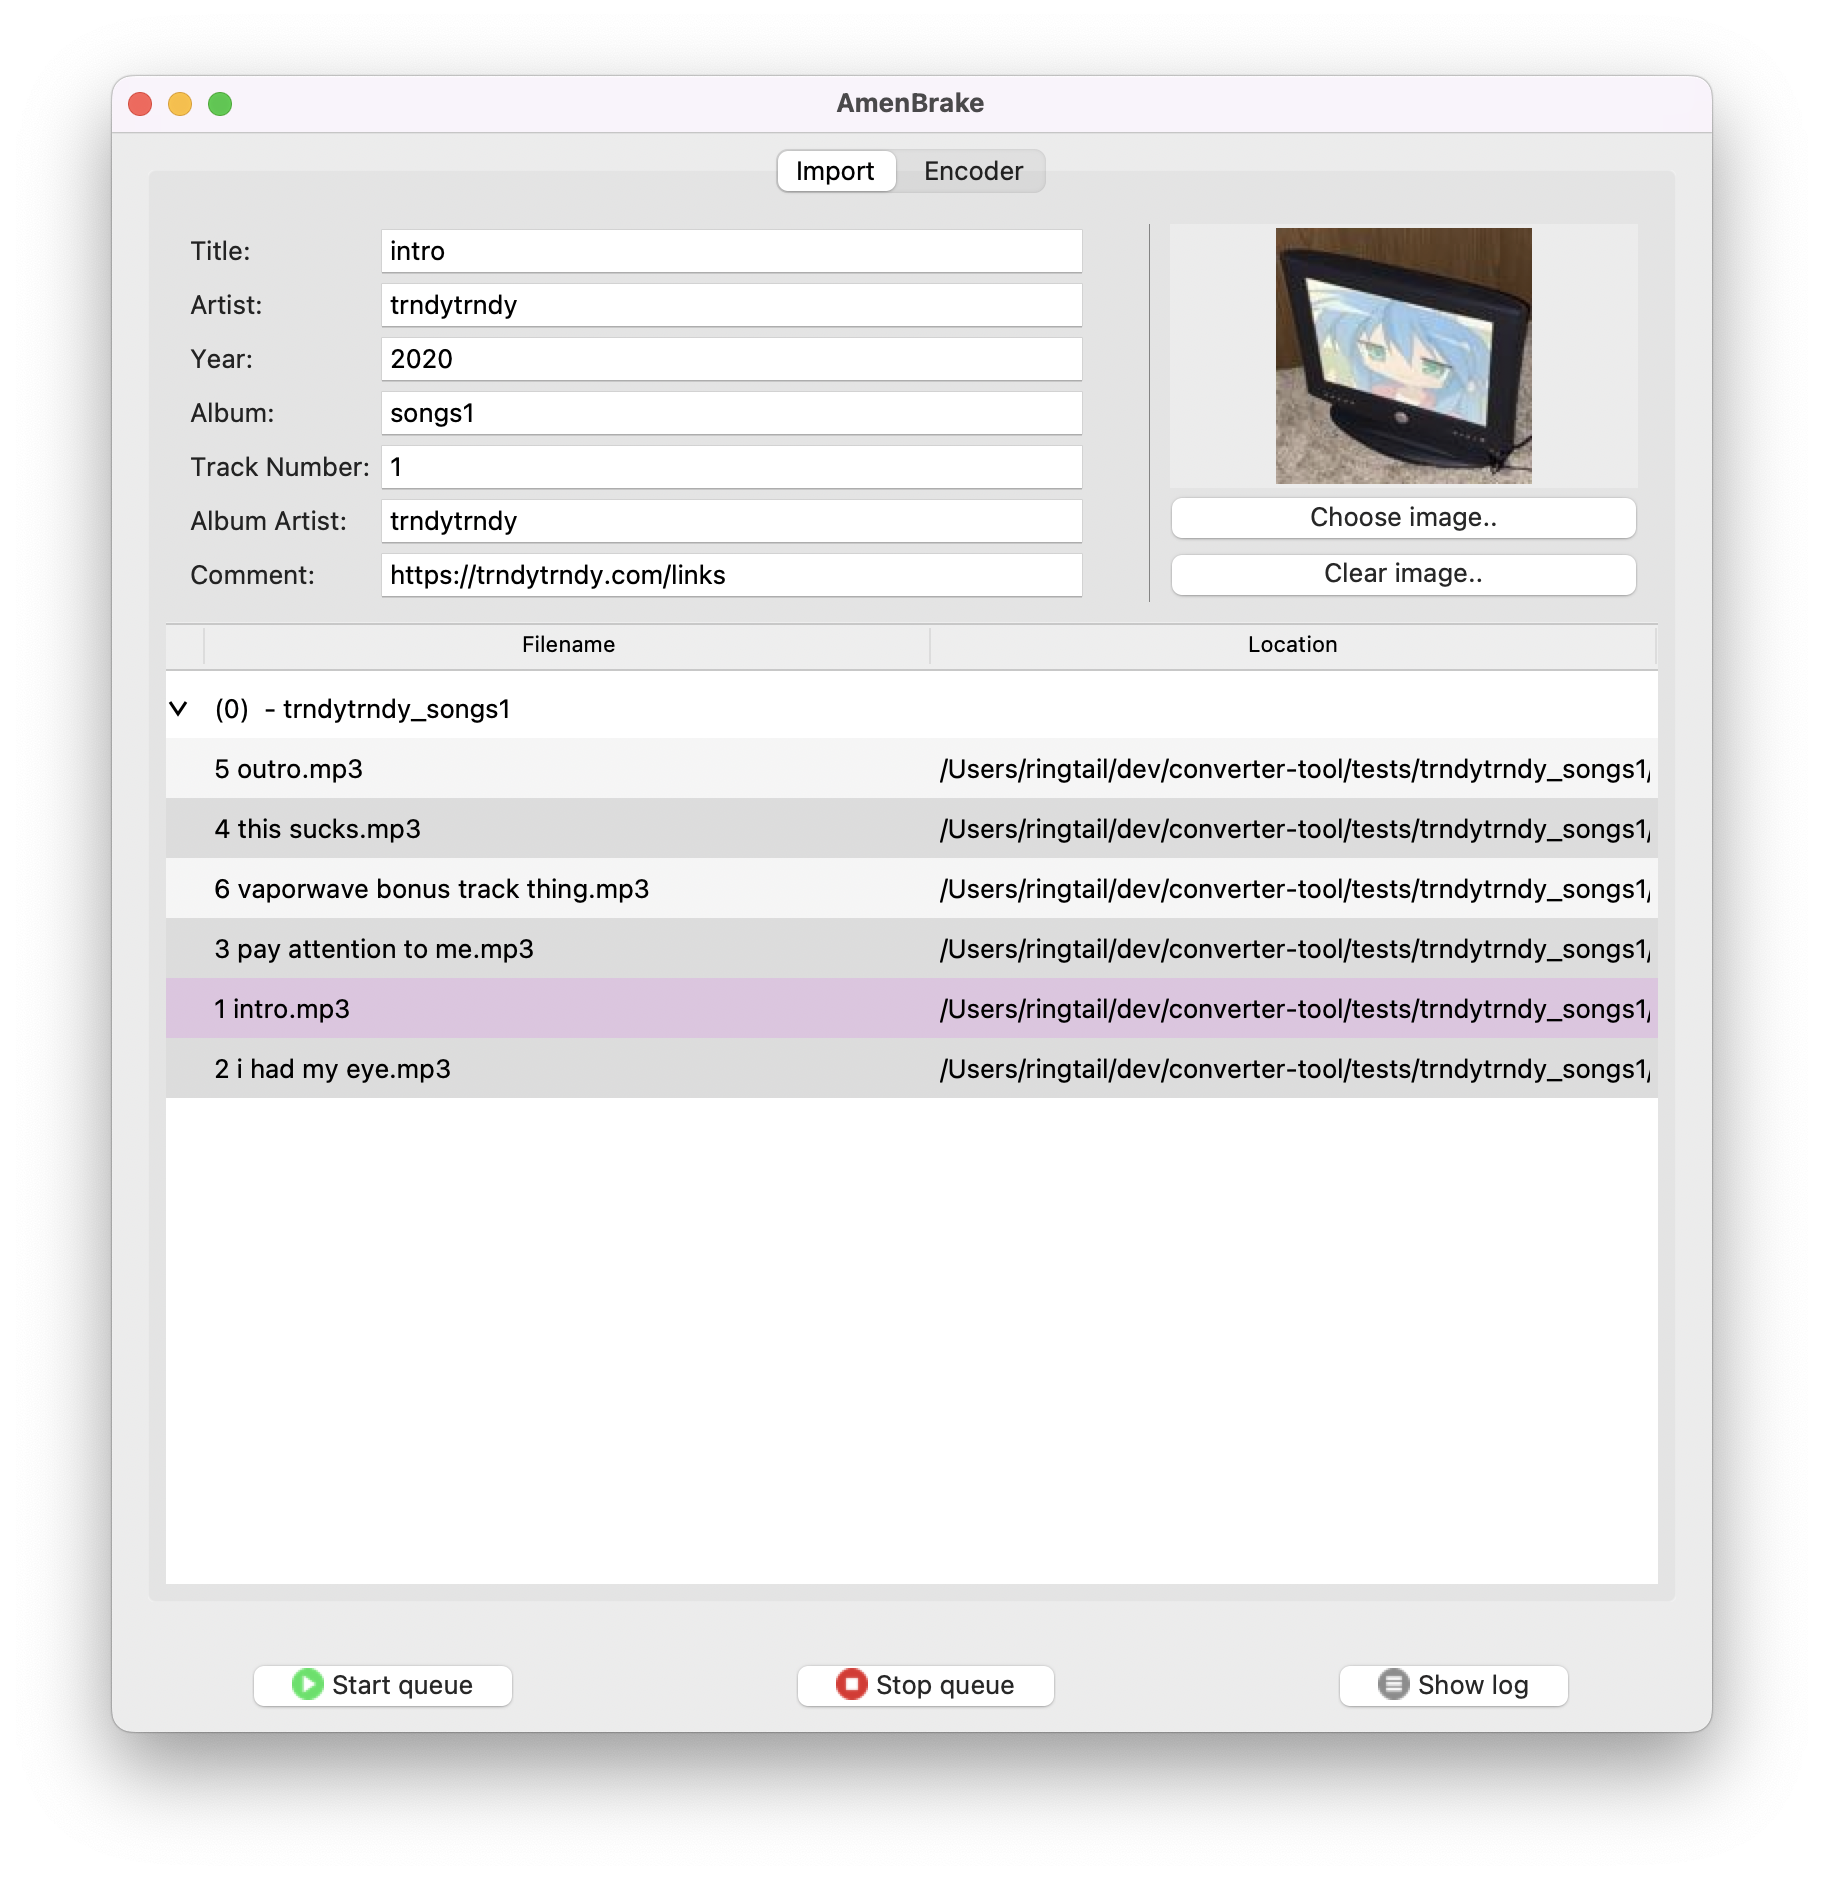 AmenBrake
Import Encoder
Title: intro
Artist: trndytrndy
Year: 2020
Album: songs1
Track Number: 1
Album Artist: trndytrndy
Comment: https://trndytrndy.com/links
Choose image..
Clear image..
Filename Location
(0) - trndytrndy_songs1
5 outro.mp3 /Users/ringtail/dev/converter-tool/tests/trndytrndy_songs1/
4 this sucks.mp3 /Users/ringtail/dev/converter-tool/tests/trndytrndy_songs1/
6 vaporwave bonus track thing.mp3 /Users/ringtail/dev/converter-tool/tests/trndytrndy_songs1/
3 pay attention to me.mp3 /Users/ringtail/dev/converter-tool/tests/trndytrndy_songs1/
1 intro.mp3 /Users/ringtail/dev/converter-tool/tests/trndytrndy_songs1/
2 i had my eye.mp3 /Users/ringtail/dev/converter-tool/tests/trndytrndy_songs1/
Start queue Stop queue Show log